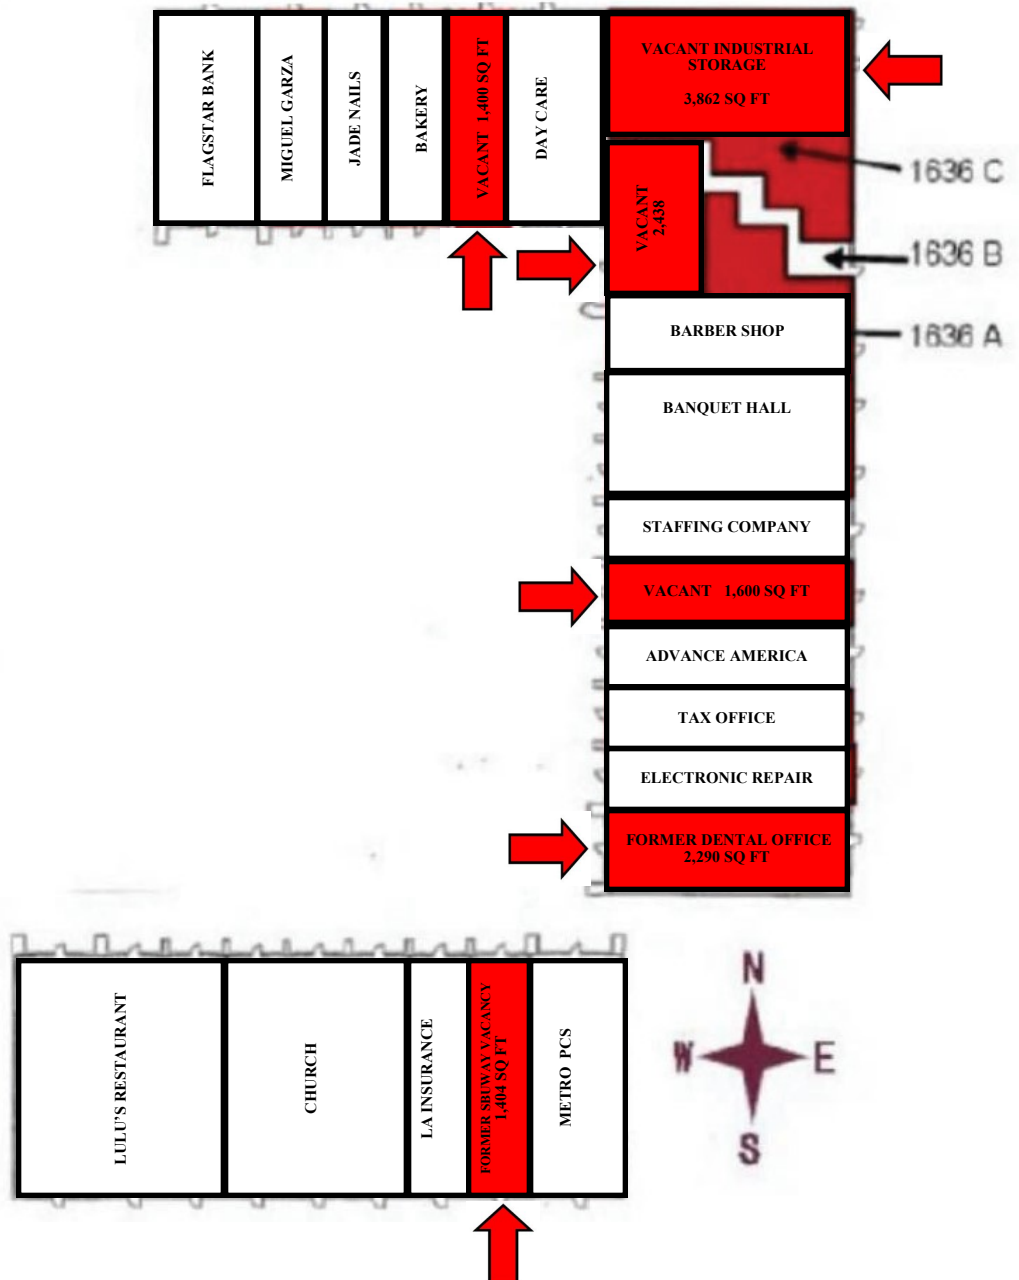 FLAGSTAR BANK
MIGUEL GARZA
JADE NAILS
BAKERY
VACANT 1,400 SQ FT
DAY CARE
VACANT INDUSTRIAL
STORAGE
3,862 SQ FT
1636 C
VACANT
2,438
1636 B
BARBER SHOP
1636 A
BANQUET HALL
STAFFING COMPANY
VACANT 1,600 SQ FT
ADVANCE AMERICA
TAX OFFICE
ELECTRONIC REPAIR
FORMER DENTAL OFFICE
2,290 SQ FT
LULU'S RESTAURANT
CHURCH
LA INSURANCE
FORMER SBUWAY VACANCY
1,404 SQ FT
METRO PCS
N
W
E
S